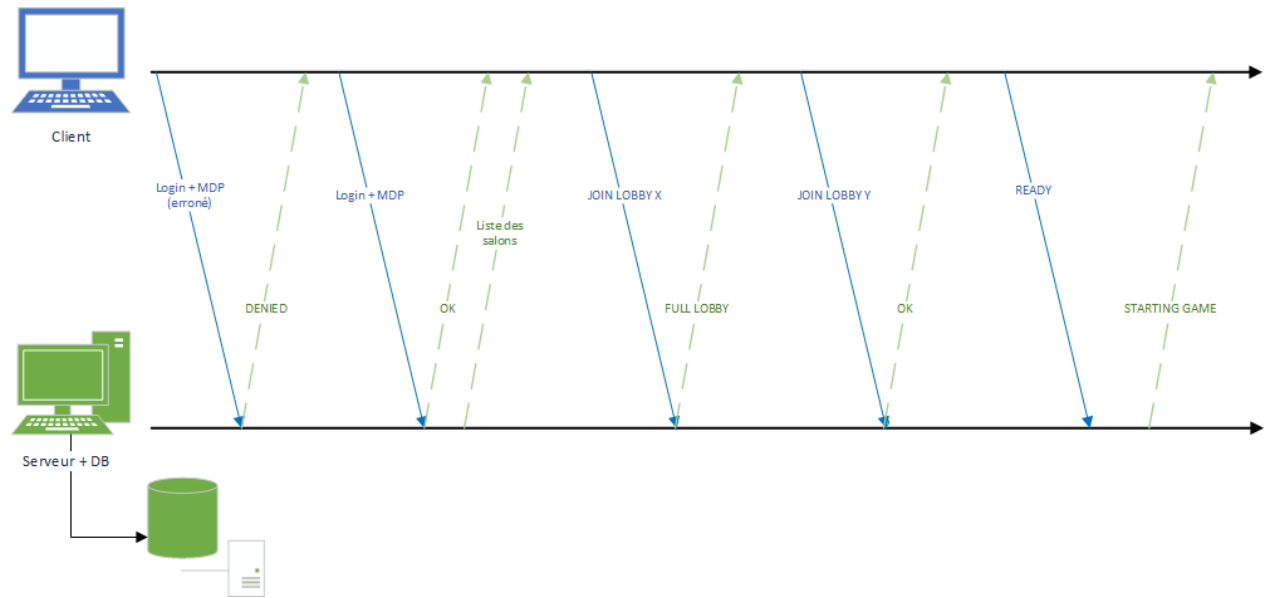 Client
Login + MDP
(erroné)
Login + MDP
JOIN LOBBY X
JOIN LOBBY Y
READY
Liste des
salons
DENIED
OK
FULL LOBBY
OK
STARTING GAME
Serveur + DB